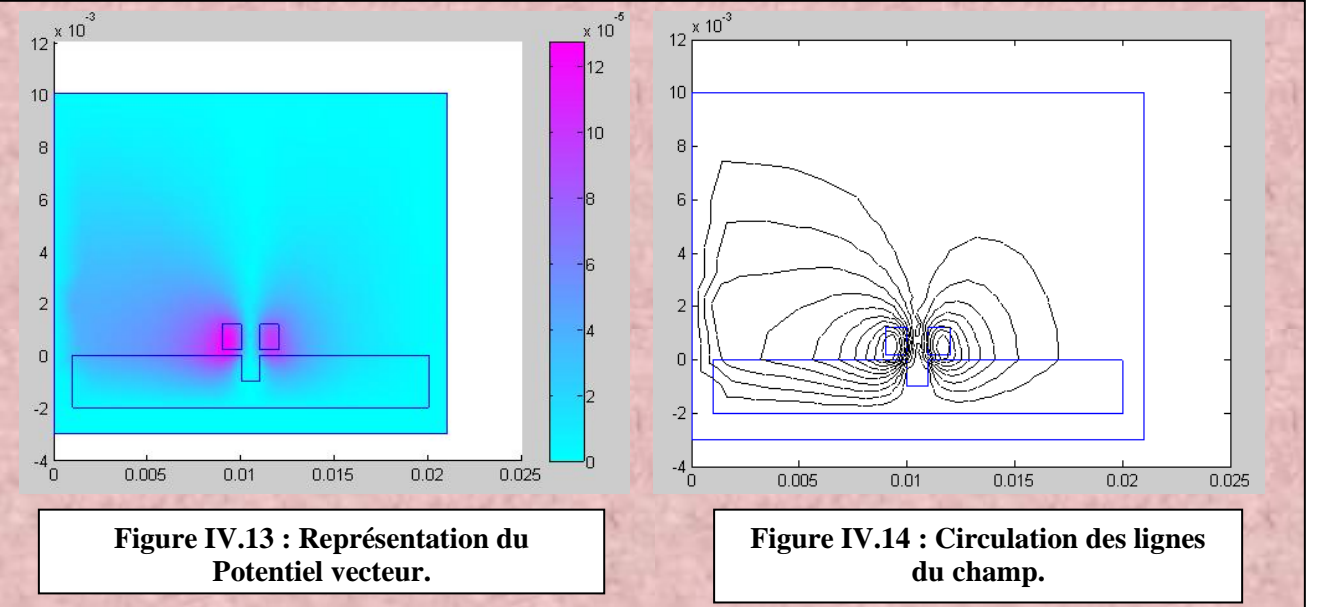 x 10-3
12
10
8
6
4
2
0
-2
-4
0 0.005 0.01 0.015 0.02 0.025
x 10-5
12
10
8
6
4
2
0
x 10-3
12
10
8
6
4
2
0
-2
-4
0 0.005 0.01 0.015 0.02 0.025
Figure IV.13 : Représentation du
Potentiel vecteur.
Figure IV.14 : Circulation des lignes
du champ.